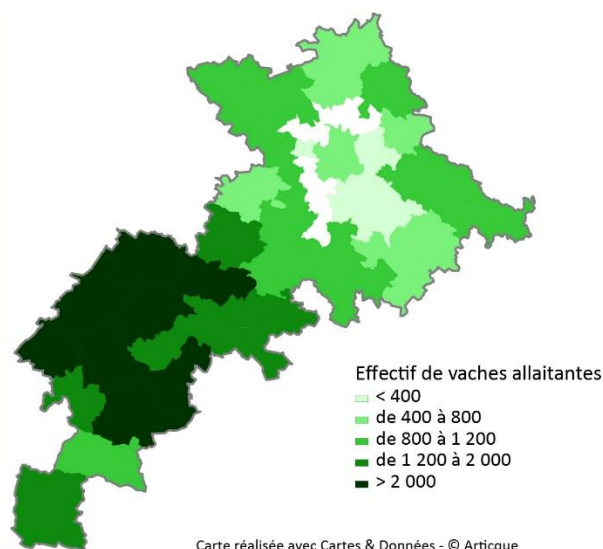 Effectif de vaches allaitantes
< 400
de 400 à 800
de 800 à 1 200
de 1 200 à 2 000
> 2 000
Carte réalisée avec Cartes & Données - © Articque